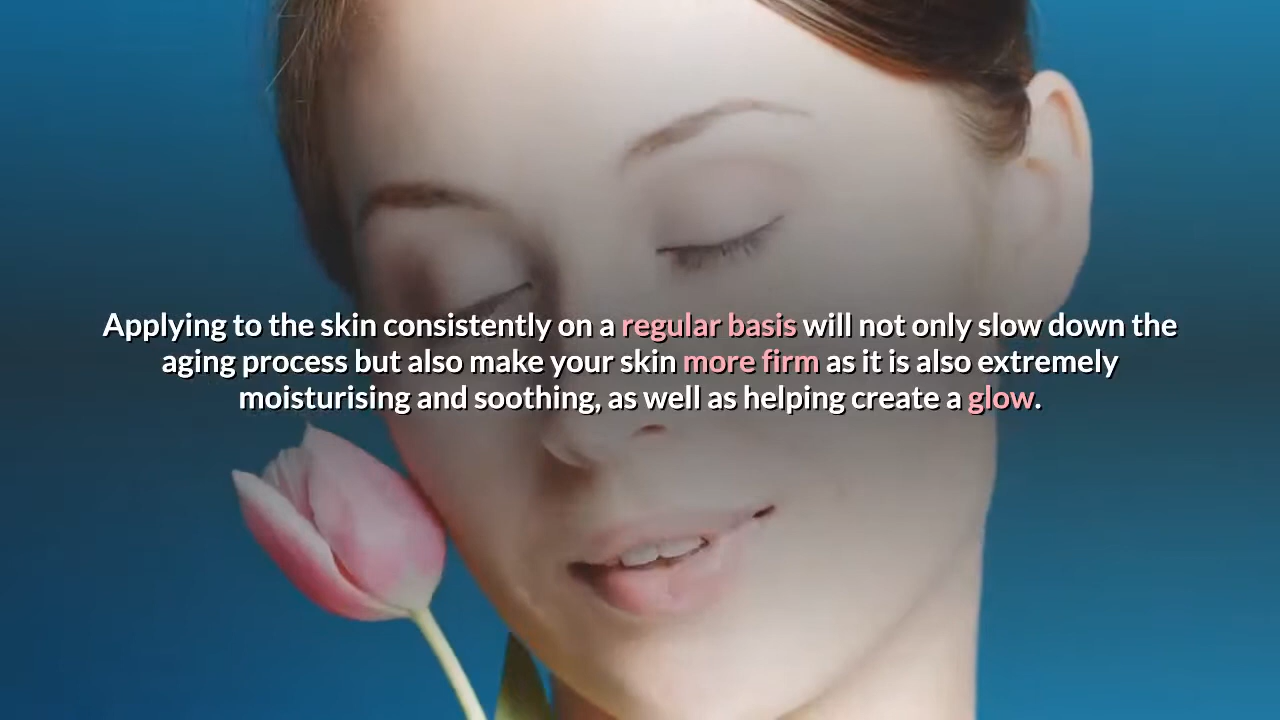 Applying to the skin consistently on a regular basis will not only slow down the
aging process but also make your skin more firm as it is also extremely
moisturising and soothing, as well as helping create a glow.